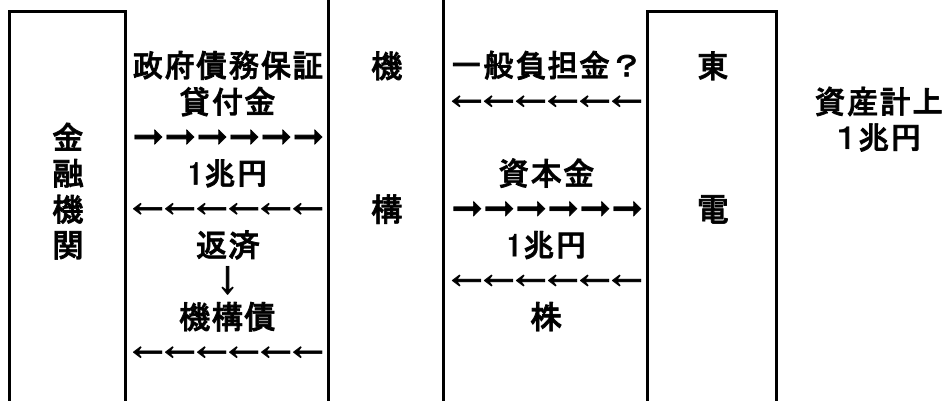 金融機関
政府債務保証
貸付金
→→→→→→
1兆円
←←←←←←
返済
↓
機構債
←←←←←←
機構
一般負担金？
←←←←←←
資本金
→→→→→→
1兆円
←←←←←←
株
東電
資産計上
１兆円